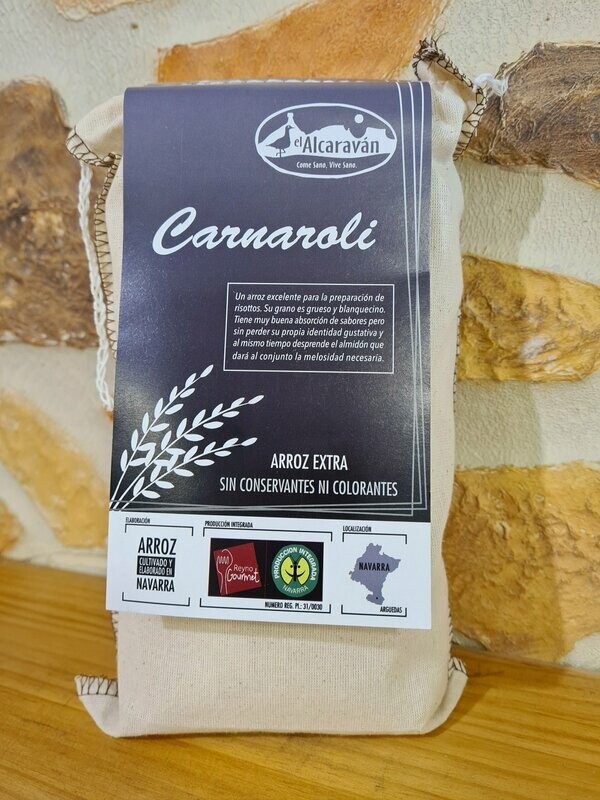 el Alcaraván
Come Sano, Vive Sano.
Carnaroli
Un arroz excelente para la preparación de
risottos. Su grano es grueso y blanquecino.
Tiene muy buena absorción de sabores pero
sin perder su propia identidad gustativa y
al mismo tiempo desprende el almidón que
dará al conjunto la melosidad necesaria.
ARROZ EXTRA
SIN CONSERVANTES NI COLORANTES
ELABORACIÓN
ARROZ
CULTIVADO Y
ELABORADO EN
NAVARRA
PRODUCCIÓN INTEGRADA
Reyno
Gourmet
PRODUCCION INTEGRADA
NAVARRA
NUMERO REG. PI.: 31/0030
LOCALIZACIÓN
NAVARRA
ARGUEDAS